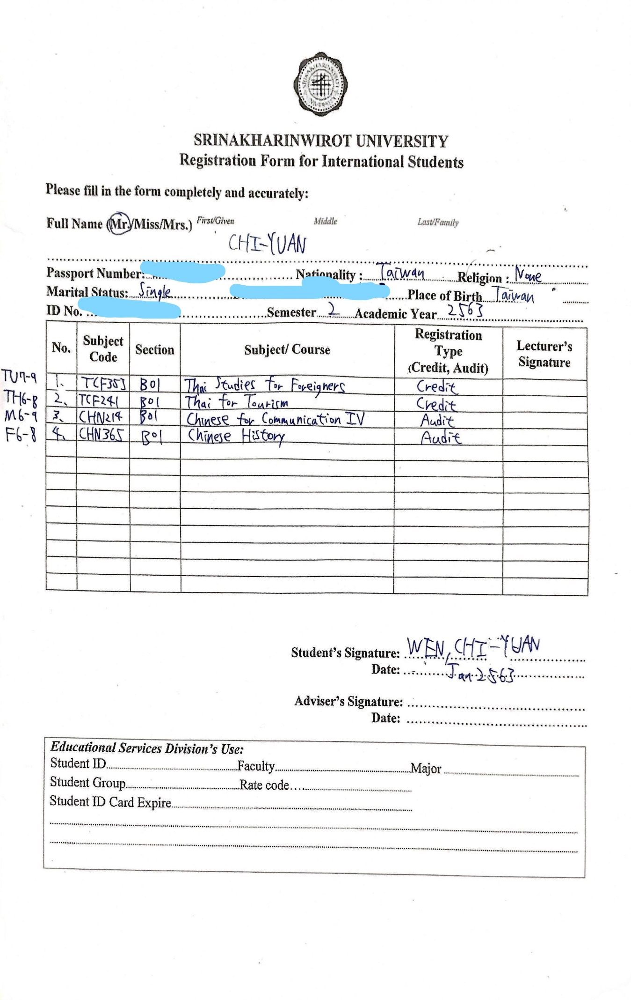 SRINAKHARINWIROT
UNIVERSITY
SRINAKHARINWIROT UNIVERSITY
Registration Form for International Students
Please fill in the form completely and accurately:
Full Name (Mr./Miss/Mrs.) First/Given Middle Last/Family
CHI-YUAN
Passport Number: Nationality : Taiwan Religion : None
Marital Status: Single Place of Birth Taiwan
ID No. Semester 2 Academic Year 2563
No. Subject Code Section Subject/ Course Registration Type (Credit, Audit) Lecturer's Signature
TU7-9 1. TCF353 B01 Thai Studies for Foreigners Credit
TH6-8 2. TCF241 B01 Thai for Tourism Credit
M6-9 3. CHN214 B01 Chinese for Communication IV Audit
F6-8 4. CHN365 B01 Chinese History Audit
Student's Signature: WEN, CHI-YUAN
Date: Jan 2563
Adviser's Signature:
Date:
Educational Services Division's Use:
Student ID Faculty Major
Student Group Rate code
Student ID Card Expire